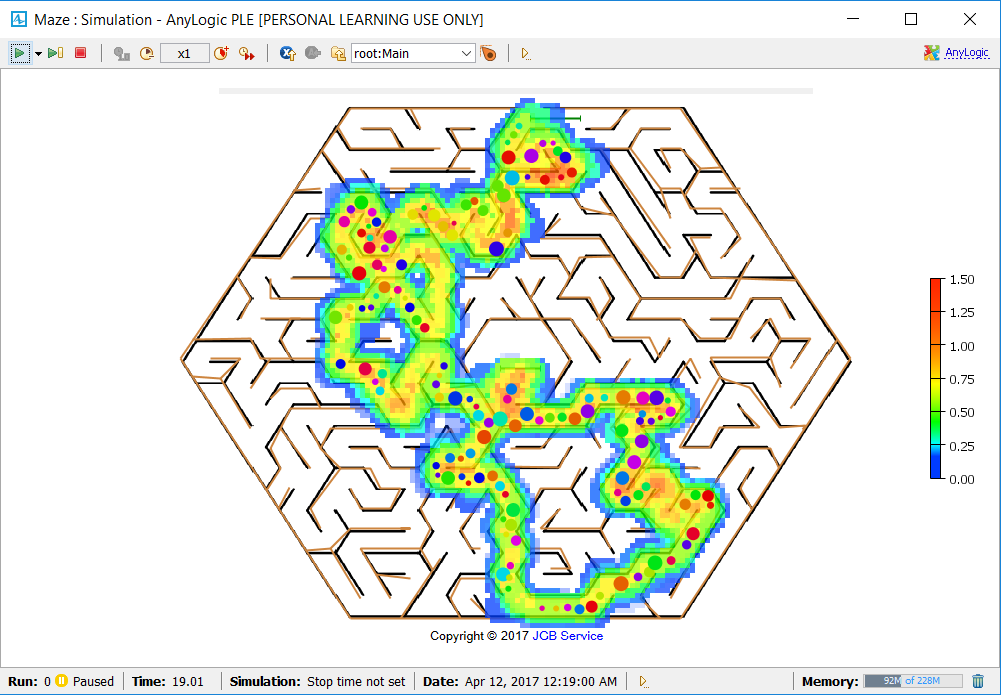 Maze : Simulation - AnyLogic PLE [PERSONAL LEARNING USE ONLY]
x1 root:Main AnyLogic
1.50
1.25
1.00
0.75
0.50
0.25
0.00
Copyright © 2017 JGB Service
Run: 0 Paused Time: 19.01 Simulation: Stop time not set Date: Apr 12, 2017 12:19:00 AM Memory: 92M of 228M